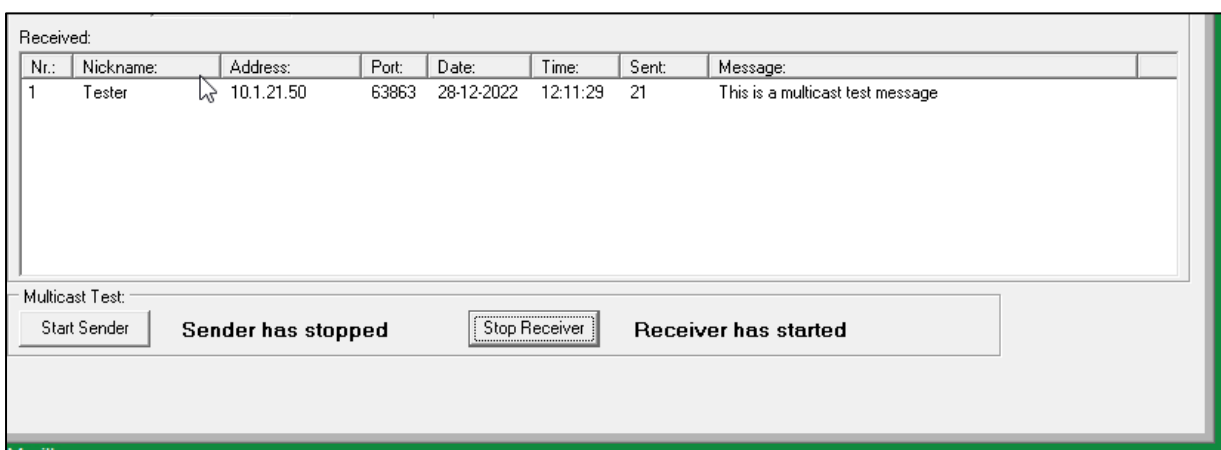 Received:
Nr.: Nickname: Address: Port: Date: Time: Sent: Message:
1 Tester 10.1.21.50 63863 28-12-2022 12:11:29 21 This is a multicast test message
Multicast Test:
Start Sender Sender has stopped Stop Receiver Receiver has started